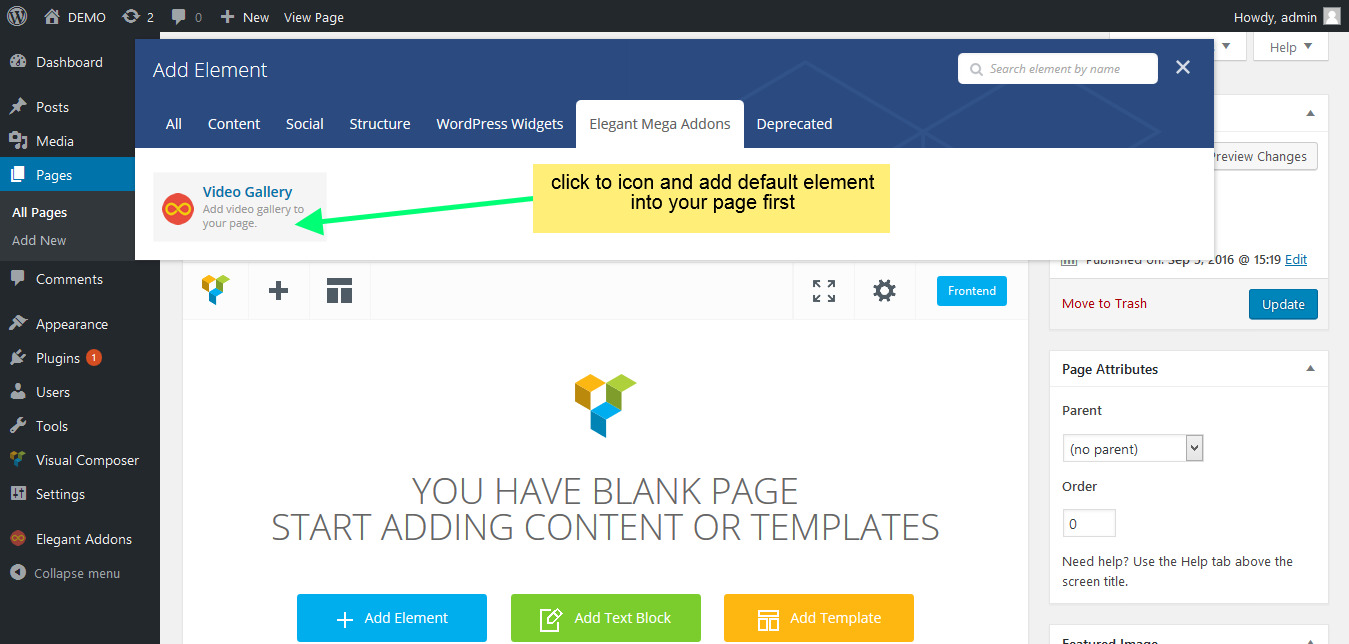 DEMO 2 0 New View Page Howdy, admin
Dashboard
Posts
Media
Pages
All Pages
Add New
Comments
Appearance
Plugins 1
Users
Tools
Visual Composer
Settings
Elegant Addons
Collapse menu
Add Element
Search element by name
All Content Social Structure WordPress Widgets Elegant Mega Addons Deprecated
Video Gallery
Add video gallery to
your page.
click to icon and add default element
into your page first
Frontend
YOU HAVE BLANK PAGE
START ADDING CONTENT OR TEMPLATES
Add Element Add Text Block Add Template
Help
review Changes
Published on: Sep 5, 2016 @ 15:19 Edit
Move to Trash Update
Page Attributes
Parent
(no parent)
Order
0
Need help? Use the Help tab above the
screen title.
Featured Image